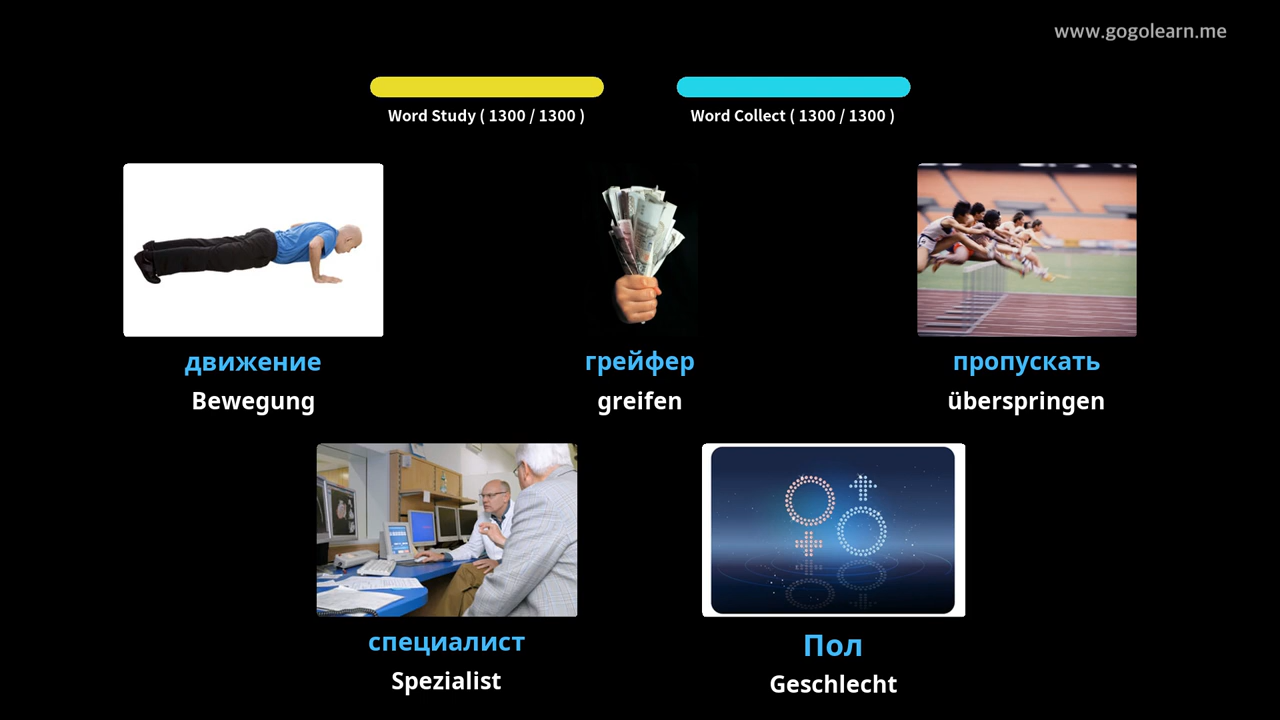 www.gogolearn.me
Word Study ( 1300 / 1300 )
Word Collect ( 1300 / 1300 )
движение
Bewegung
грейфер
greifen
пропускать
überspringen
специалист
Spezialist
Пол
Geschlecht